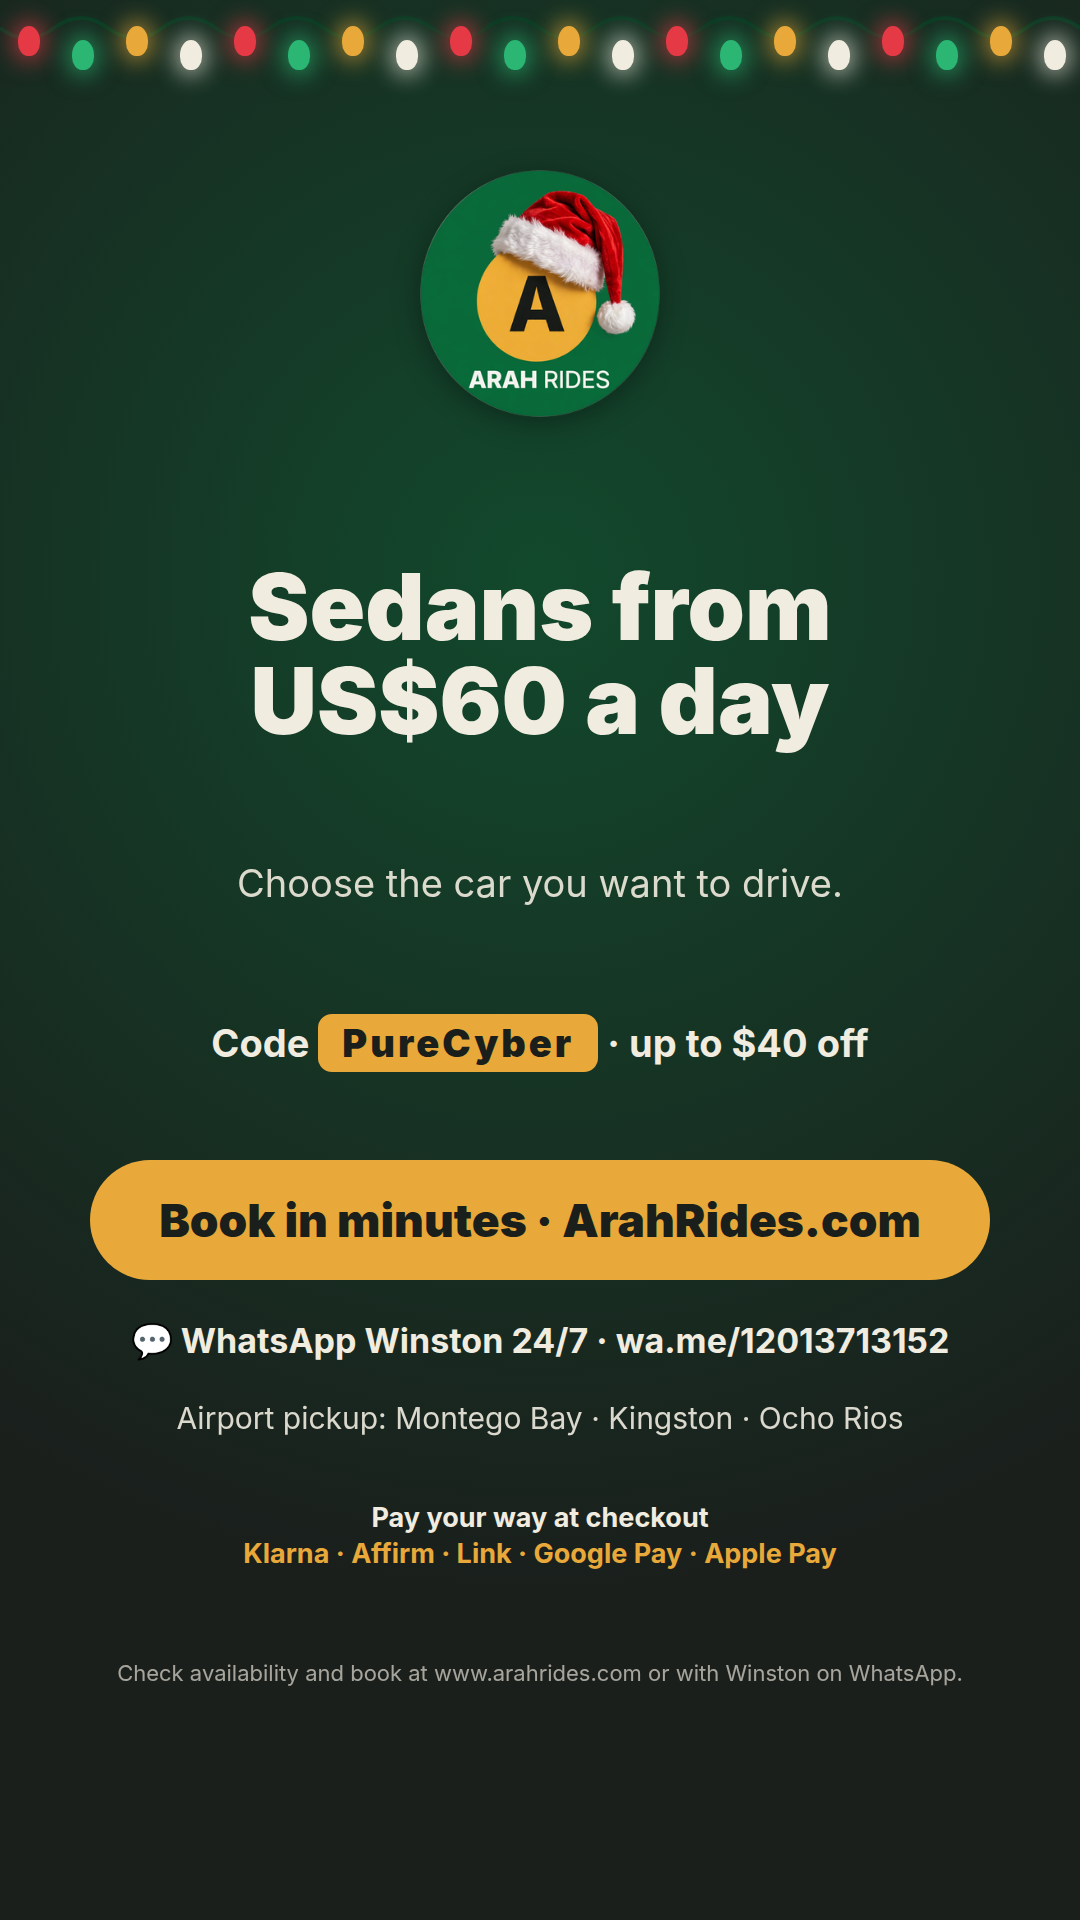 A
ARAH RIDES
Sedans from
US$60 a day
Choose the car you want to drive.
Code PureCyber · up to $40 off
Book in minutes · ArahRides.com
💬 WhatsApp Winston 24/7 · wa.me/12013713152
Airport pickup: Montego Bay · Kingston · Ocho Rios
Pay your way at checkout
Klarna · Affirm · Link · Google Pay · Apple Pay
Check availability and book at www.arahrides.com or with Winston on WhatsApp.